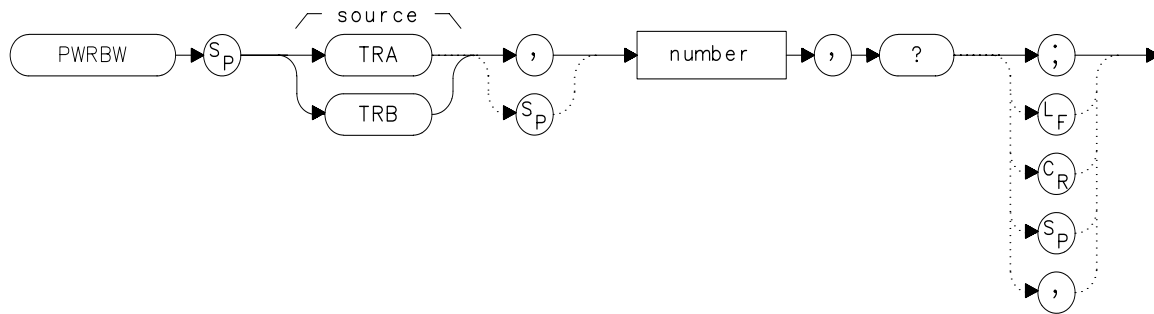 source
PWRBW SP TRA , number , ? ;
TRB SP LF
CR
SP
,